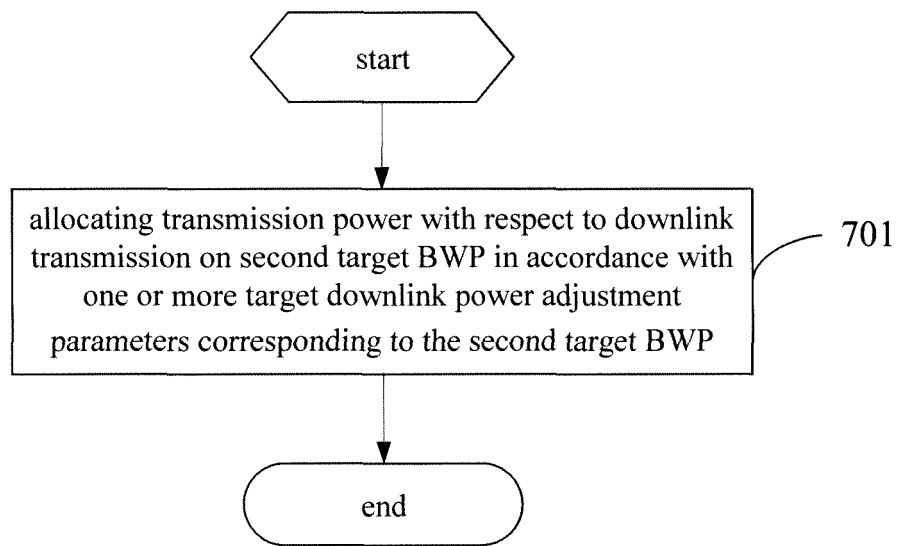 start
allocating transmission power with respect to downlink
transmission on second target BWP in accordance with
one or more target downlink power adjustment
parameters corresponding to the second target BWP
701
end